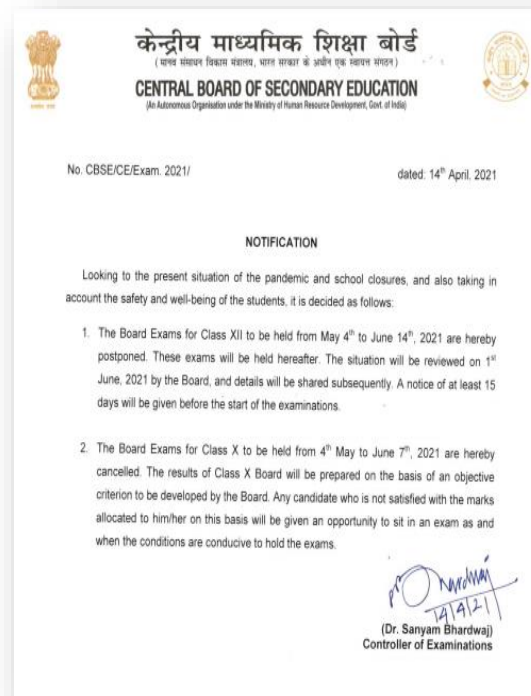 केन्द्रीय माध्यमिक शिक्षा बोर्ड
(मानव संसाधन विकास मंत्रालय, भारत सरकार के अधीन एक स्वायत्त संगठन)
CENTRAL BOARD OF SECONDARY EDUCATION
(An Autonomous Organisation under the Ministry of Human Resource Development, Govt. of India)
No. CBSE/CE/Exam. 2021/ dated: 14th April, 2021
NOTIFICATION
Looking to the present situation of the pandemic and school closures, and also taking in
account the safety and well-being of the students, it is decided as follows:
1. The Board Exams for Class XII to be held from May 4th to June 14th, 2021 are hereby
postponed. These exams will be held hereafter. The situation will be reviewed on 1st
June, 2021 by the Board, and details will be shared subsequently. A notice of at least 15
days will be given before the start of the examinations.
2. The Board Exams for Class X to be held from 4th May to June 7th, 2021 are hereby
cancelled. The results of Class X Board will be prepared on the basis of an objective
criterion to be developed by the Board. Any candidate who is not satisfied with the marks
allocated to him/her on this basis will be given an opportunity to sit in an exam as and
when the conditions are conducive to hold the exams.
14/4/21
(Dr. Sanyam Bhardwaj)
Controller of Examinations